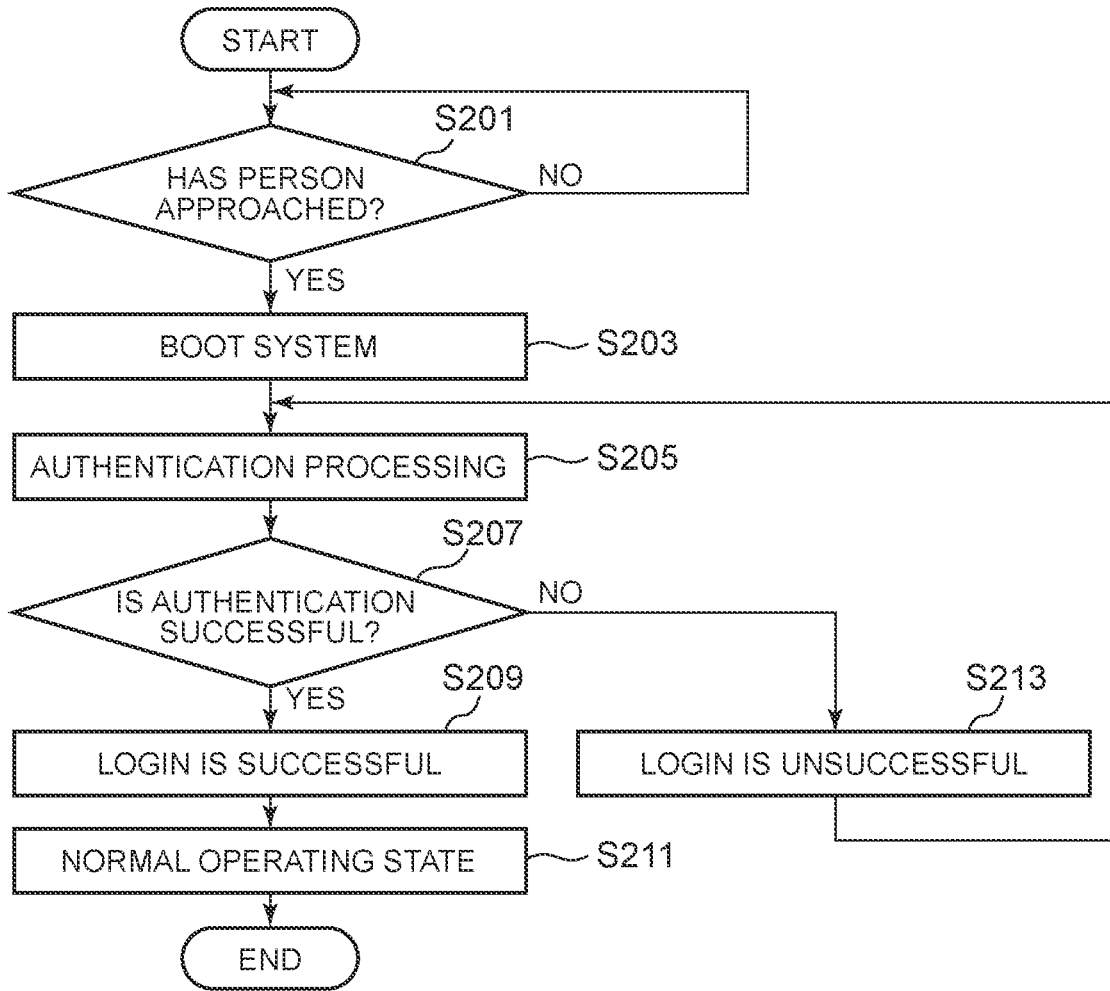 START
S201
HAS PERSON
APPROACHED?
NO
YES
BOOT SYSTEM
S203
AUTHENTICATION PROCESSING
S205
S207
IS AUTHENTICATION
SUCCESSFUL?
NO
YES
S209
S213
LOGIN IS SUCCESSFUL
LOGIN IS UNSUCCESSFUL
NORMAL OPERATING STATE
S211
END